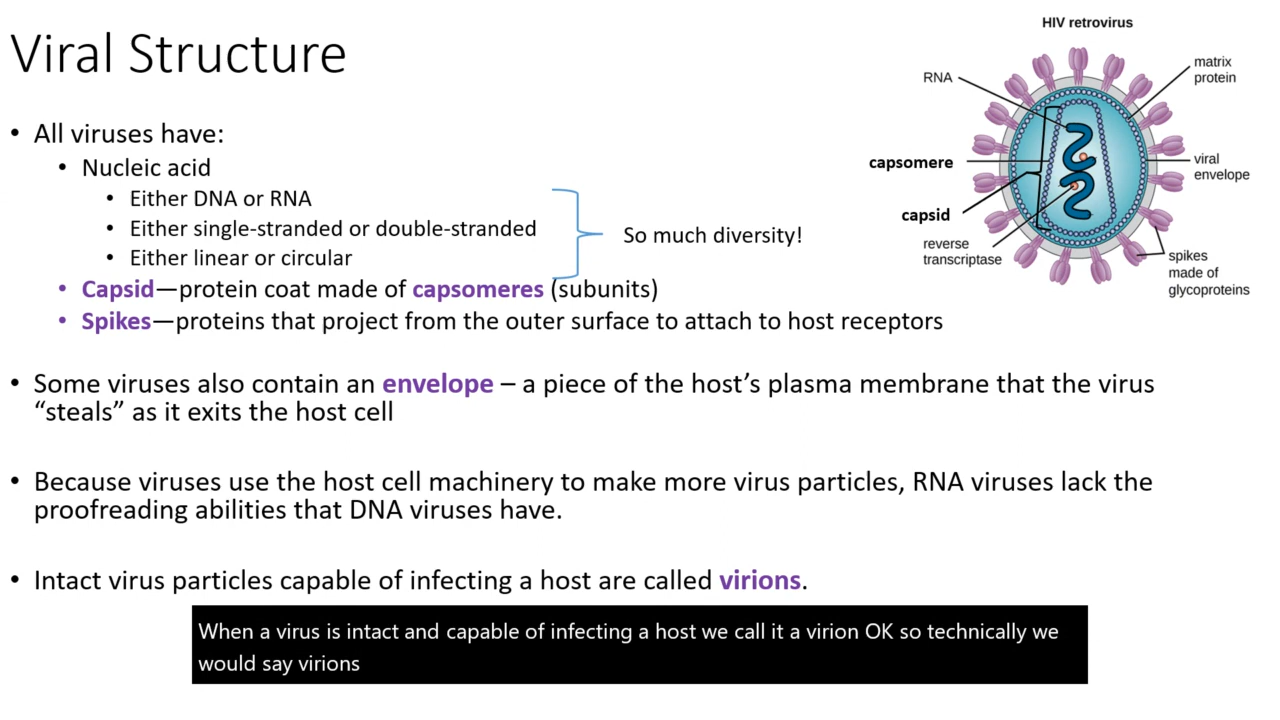 Viral Structure
• All viruses have:
• Nucleic acid
• Either DNA or RNA
• Either single-stranded or double-stranded
• Either linear or circular
So much diversity!
• Capsid—protein coat made of capsomeres (subunits)
• Spikes—proteins that project from the outer surface to attach to host receptors
• Some viruses also contain an envelope – a piece of the host’s plasma membrane that the virus
“steals” as it exits the host cell
• Because viruses use the host cell machinery to make more virus particles, RNA viruses lack the
proofreading abilities that DNA viruses have.
• Intact virus particles capable of infecting a host are called virions.
HIV retrovirus
RNA
matrix
protein
capsomere
viral
envelope
capsid
reverse
transcriptase
spikes
made of
glycoproteins
When a virus is intact and capable of infecting a host we call it a virion OK so technically we
would say virions